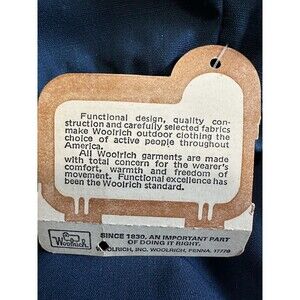 Functional design, quality con-
struction and carefully selected fabrics
make Woolrich outdoor clothing the
choice of active people throughout
America.
All Woolrich garments are made
with total concern for the wearer's
comfort, warmth and freedom of
movement. Functional excellence has
been the Woolrich standard.
Woolrich
SINCE 1830, AN IMPORTANT PART
OF DOING IT RIGHT.
WOOLRICH, INC. WOOLRICH, PENNA. 17779